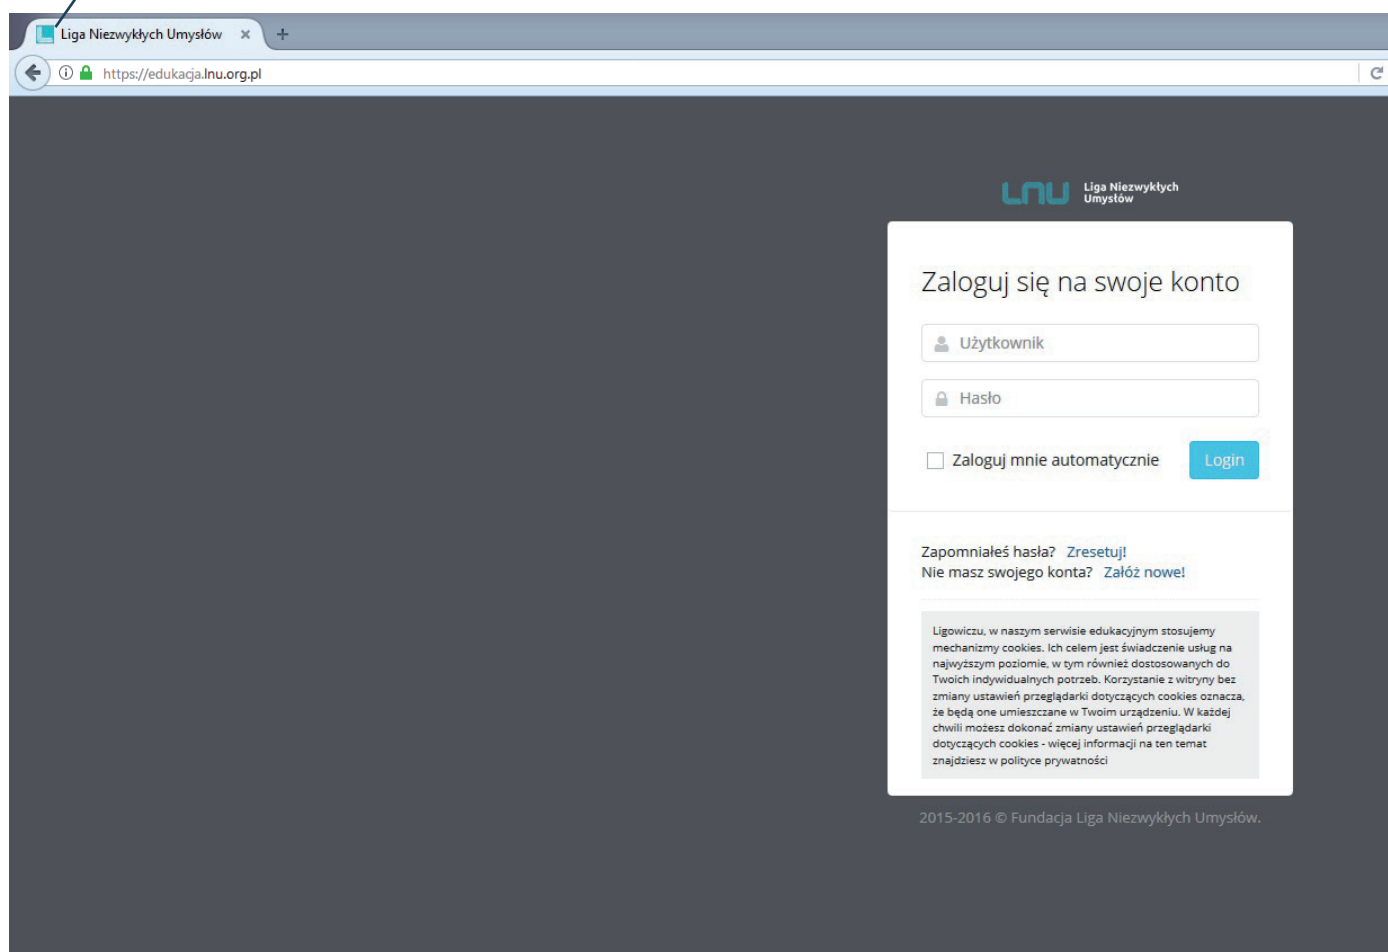 Liga Niezwykłych Umysłów
https://edukacja.lnu.org.pl
LNU Liga Niezwykłych
Umysłów
Zaloguj się na swoje konto
Użytkownik
Hasło
Zaloguj mnie automatycznie Login
Zapomniałeś hasła? Zresetuj!
Nie masz swojego konta? Załóż nowe!
Ligowiczu, w naszym serwisie edukacyjnym stosujemy
mechanizmy cookies. Ich celem jest świadczenie usług na
najwyższym poziomie, w tym również dostosowanych do
Twoich indywidualnych potrzeb. Korzystanie z witryny bez
zmiany ustawień przeglądarki dotyczących cookies oznacza,
że będą one umieszczane w Twoim urządzeniu. W każdej
chwili możesz dokonać zmiany ustawień przeglądarki
dotyczących cookies - więcej informacji na ten temat
znajdziesz w polityce prywatności
2015-2016 © Fundacja Liga Niezwykłych Umysłów.